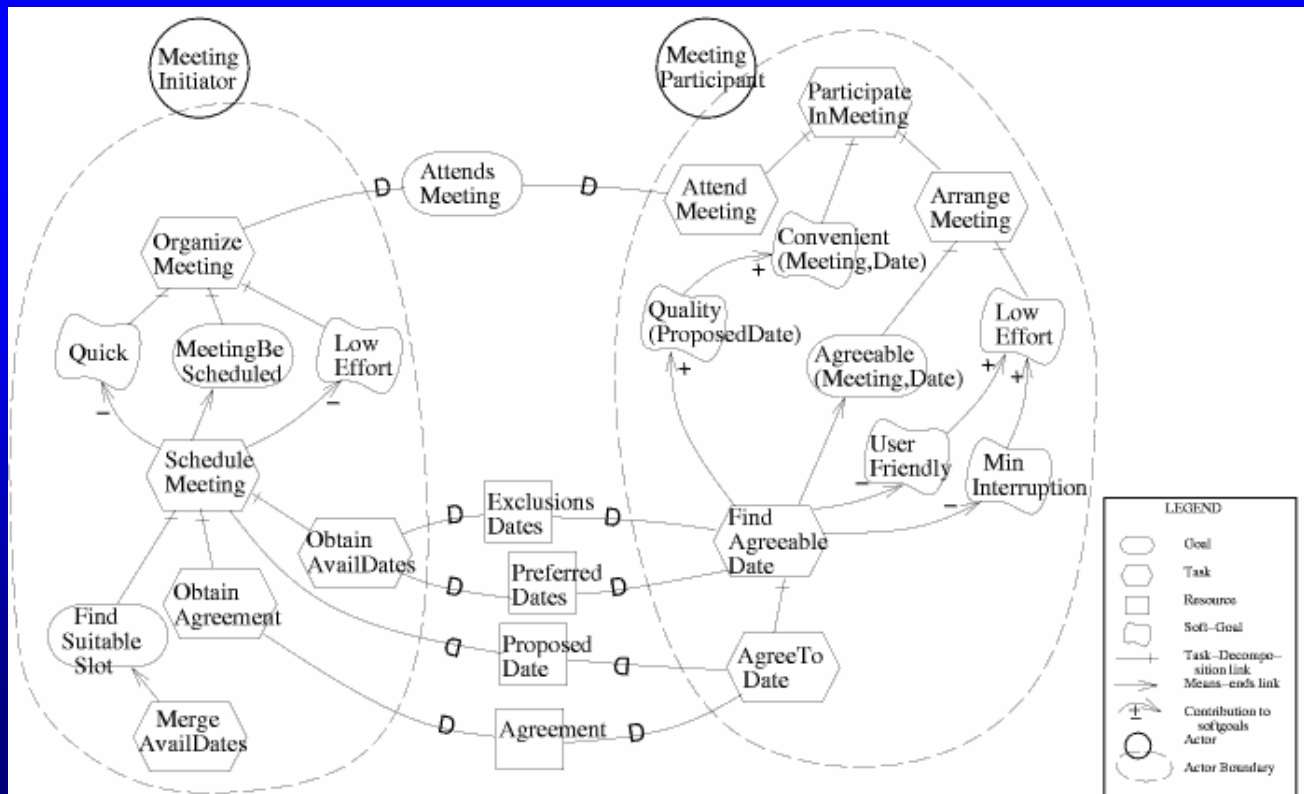 Meeting
Initiator
Meeting
Participant
Participate
InMeeting
Attends
Meeting
D
D
Attend
Meeting
Arrange
Meeting
Organize
Meeting
Convenient
(Meeting,Date)
+
Quality
(ProposedDate)
Low
Effort
Quick
MeetingBe
Scheduled
Low
Effort
Agreeable
(Meeting,Date)
+
+
+
–
–
User
Friendly
Min
Interruption
–
–
Schedule
Meeting
Exclusions
Dates
D
D
Obtain
AvailDates
Find
Agreeable
Date
Preferred
Dates
D
D
Obtain
Agreement
Find
Suitable
Slot
Proposed
Date
D
D
AgreeTo
Date
Merge
AvailDates
Agreement
D
D
LEGEND
Goal
Task
Resource
Soft–Goal
Task–Decompo–
sition link
Means–ends link
±
Contribution to
softgoals
Actor
Actor Boundary